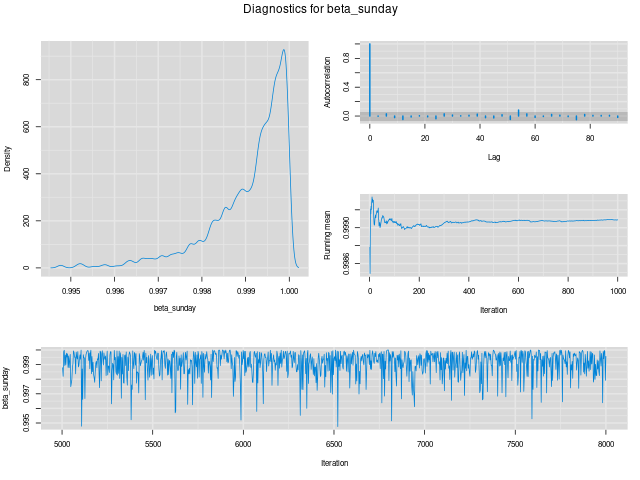 Diagnostics for beta_sunday
Density
0 200 400 600 800
0.995 0.996 0.997 0.998 0.999 1.000
beta_sunday
Autocorrelation
0.0 0.4 0.8
0 20 40 60 80
Lag
Running mean
0.9986 0.9990
0 200 400 600 800 1000
Iteration
beta_sunday
0.995 0.997 0.999
5000 5500 6000 6500 7000 7500 8000
Iteration